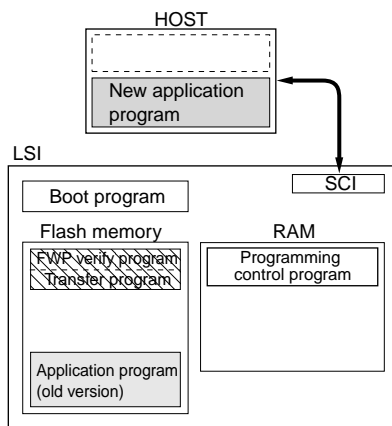 HOST
New application
program
LSI
SCI
Boot program
Flash memory
RAM
FWP verify program
Transfer program
Programming
control program
Application program
(old version)